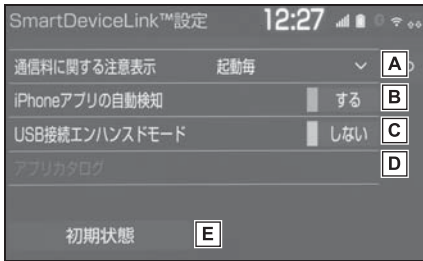 SmartDeviceLink™設定 12:27
通信料に関する注意表示 起動毎 A
iPhoneアプリの自動検知 する B
USB接続エンハンスドモード しない C
アプリカタログ D
初期状態 E